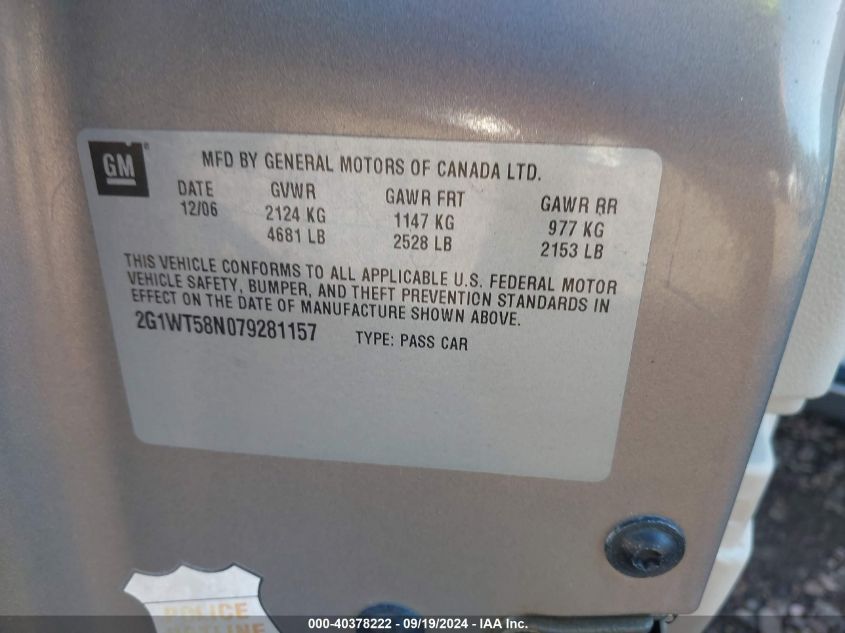 GM
MFD BY GENERAL MOTORS OF CANADA LTD.
DATE GVWR GAWR FRT GAWR RR
12/06 2124 KG 1147 KG 977 KG
4681 LB 2528 LB 2153 LB
THIS VEHICLE CONFORMS TO ALL APPLICABLE U.S. FEDERAL MOTOR
VEHICLE SAFETY, BUMPER, AND THEFT PREVENTION STANDARDS IN
EFFECT ON THE DATE OF MANUFACTURE SHOWN ABOVE.
2G1WT58N079281157 TYPE: PASS CAR
POLICE
000-40378222 - 09/19/2024 - IAA Inc.